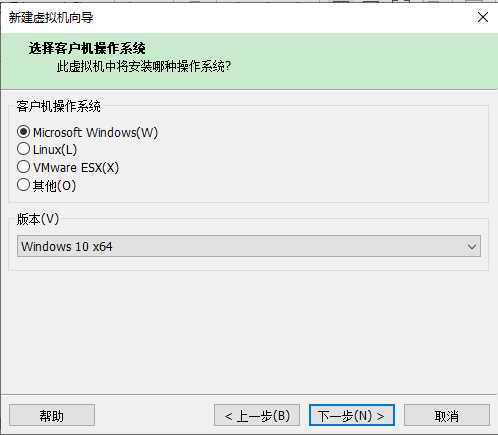 新建虚拟机向导
选择客户机操作系统
此虚拟机中将安装哪种操作系统?
客户机操作系统
Microsoft Windows(W)
Linux(L)
VMware ESX(X)
其他(O)
版本(V)
Windows 10 x64
帮助
< 上一步(B)
下一步(N) >
取消